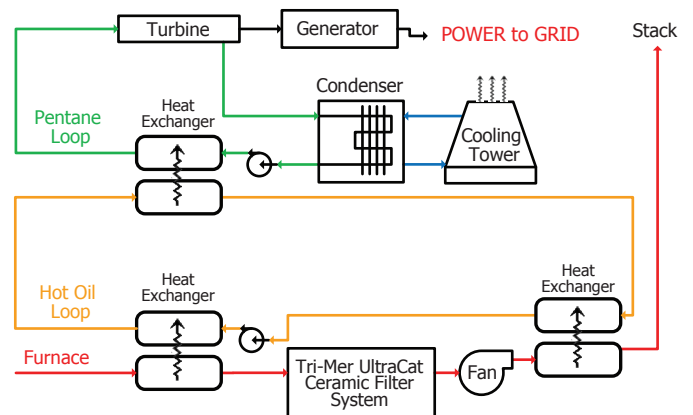 Turbine
Generator
POWER to GRID
Stack
Condenser
Heat
Exchanger
Pentane
Loop
Cooling
Tower
Heat
Exchanger
Hot Oil
Loop
Heat
Exchanger
Furnace
Tri-Mer UltraCat
Ceramic Filter
System
Fan